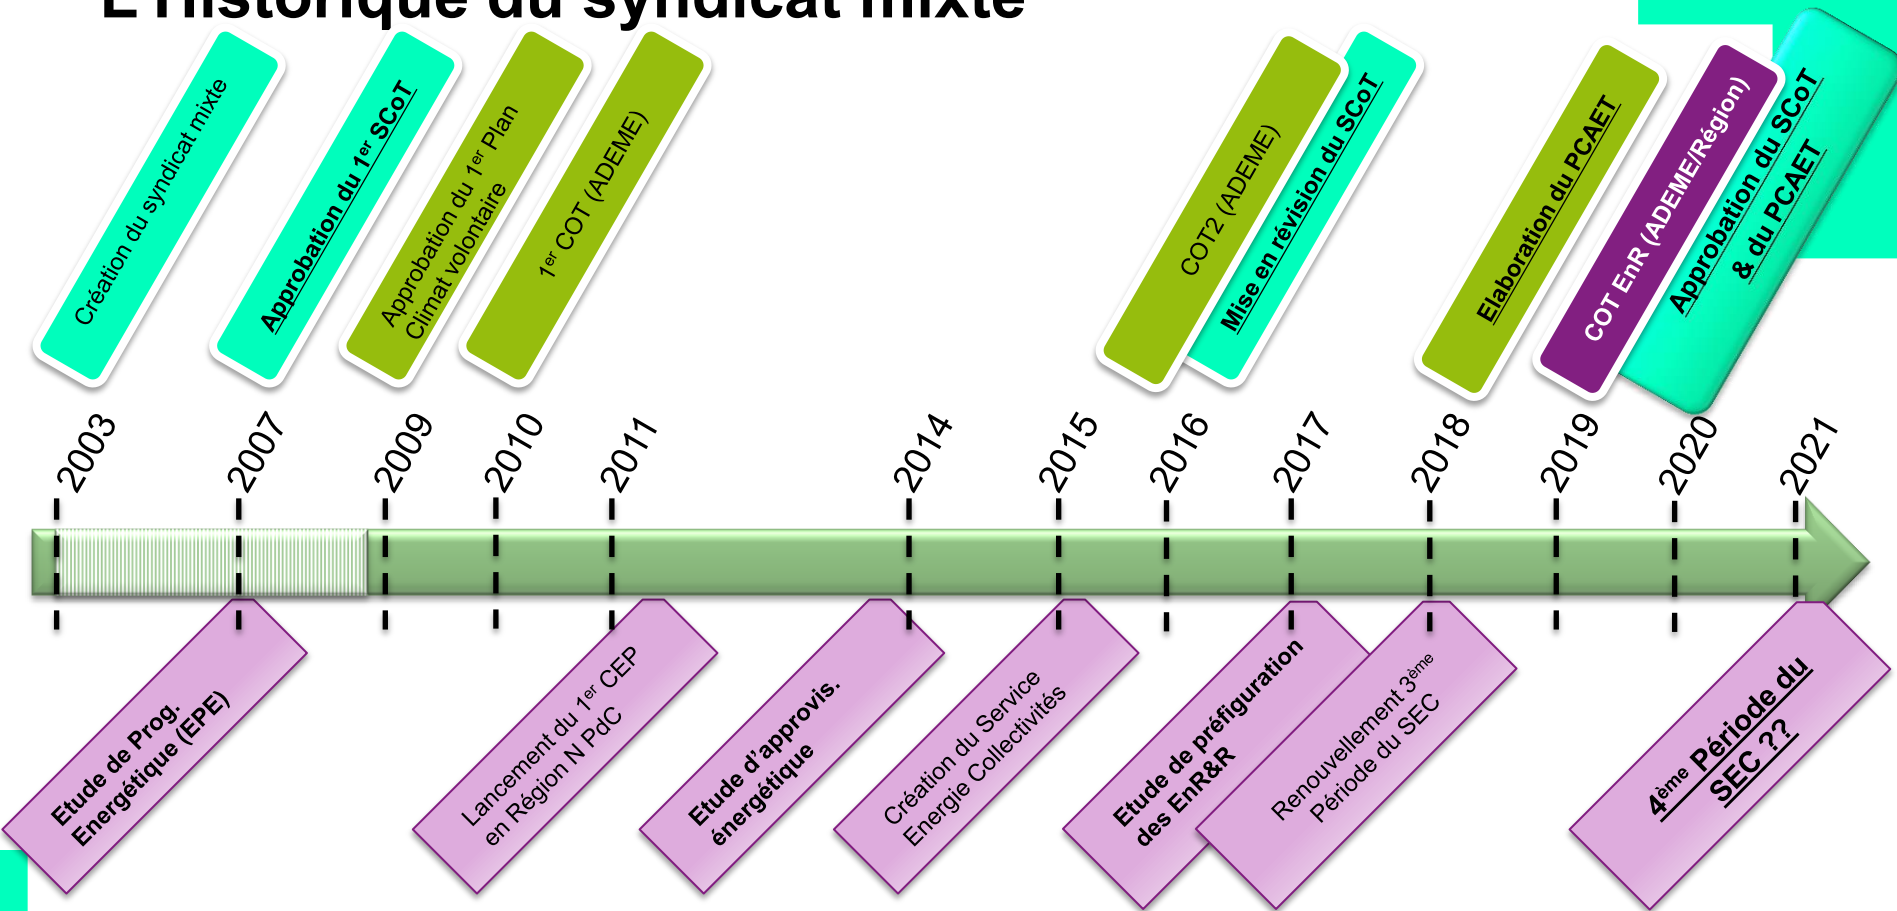 L'Historique du syndicat mixte
Création du syndicat mixte
Approbation du 1er SCoT
Approbation du 1er Plan
Climat volontaire
1er COT (ADEME)
COT2 (ADEME)
Mise en révision du SCoT
Elaboration du PCAET
COT EnR (ADEME/Région)
Approbation du SCoT
& du PCAET
2003
2007
2009
2010
2011
2014
2015
2016
2017
2018
2019
2020
2021
Etude de Prog.
Energétique (EPE)
Lancement du 1er CEP
en Région N PdC
Etude d'approvis.
énergétique
Création du Service
Energie Collectivités
Etude de préfiguration
des EnR&R
Renouvellement 3ème
Période du SEC
4ème Période du
SEC ??